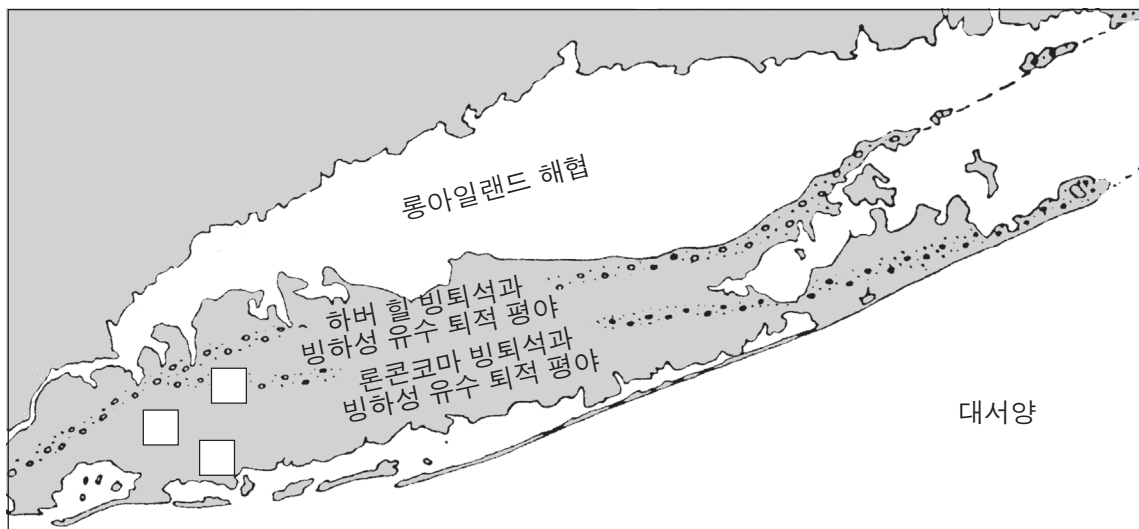 롱아일랜드 해협
하버 힐 빙퇴석과
빙하성 유수 퇴적 평야
론콘코마 빙퇴석과
빙하성 유수 퇴적 평야
대서양